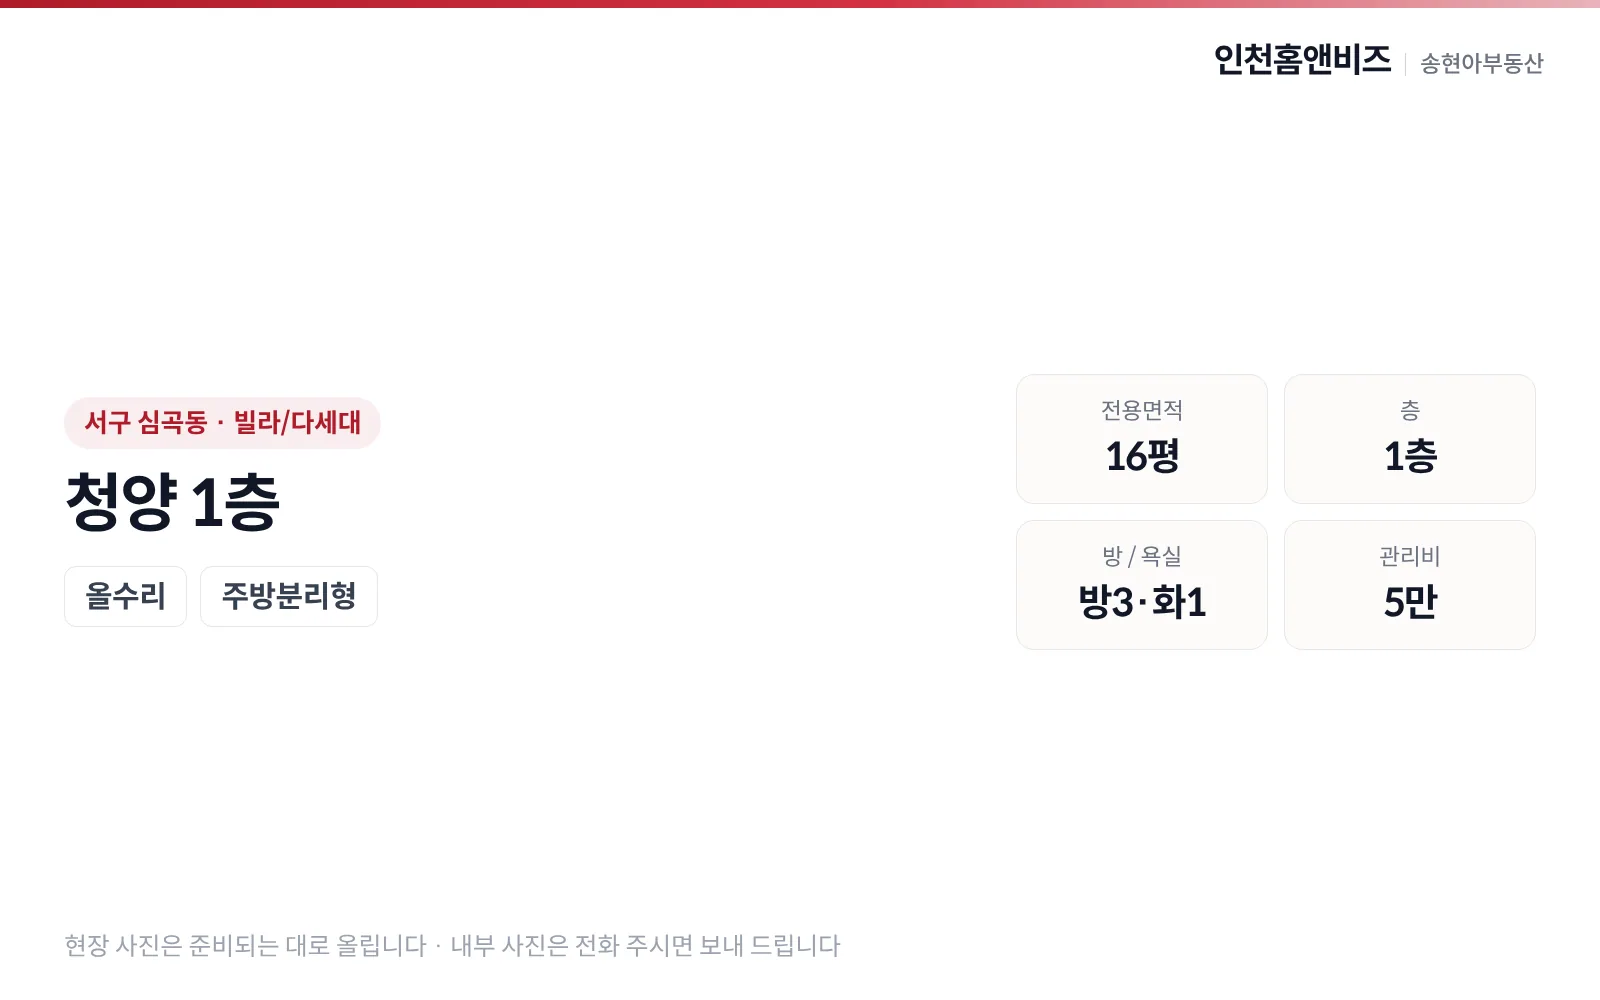 인천홈앤비즈 송현아부동산
서구 심곡동 · 빌라/다세대
청양 1층
올수리 주방분리형
전용면적
16평
층
1층
방 / 욕실
방3·화1
관리비
5만
현장 사진은 준비되는 대로 올립니다 · 내부 사진은 전화 주시면 보내 드립니다